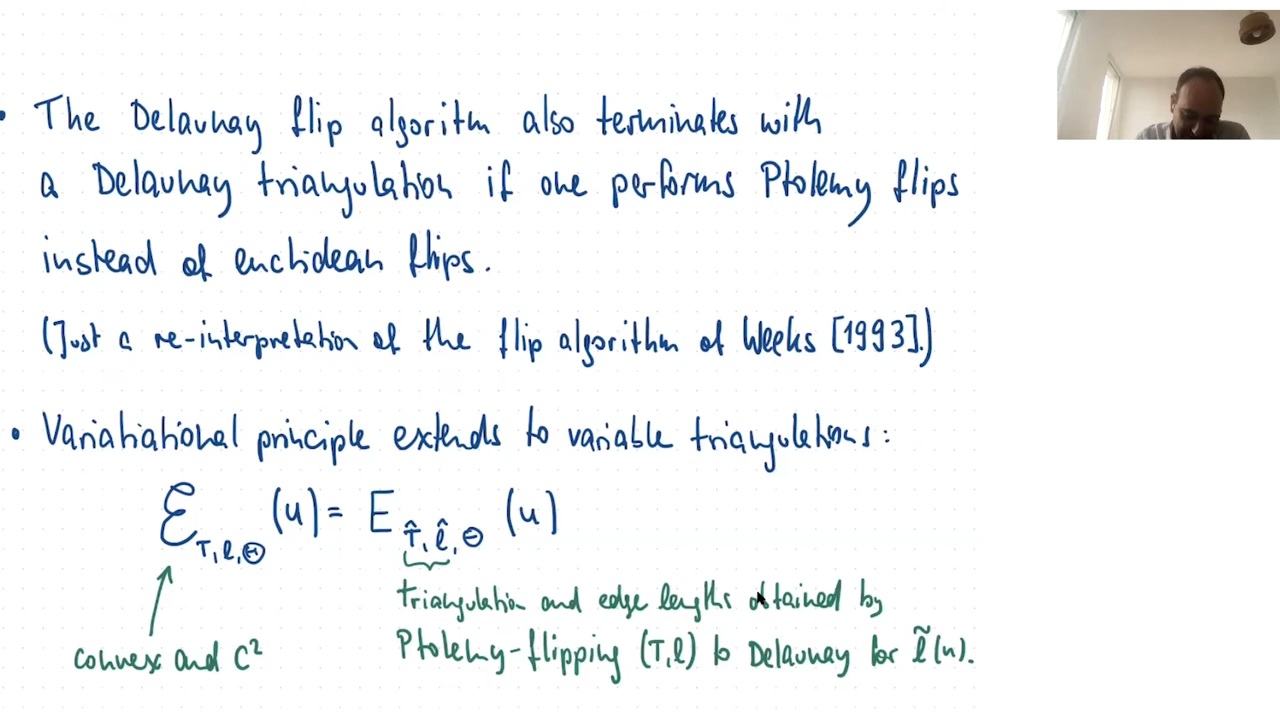 • The Delaunay flip algoritm also terminates with
a Delaunay triangulation if one performs Ptolemy flips
instead of euclidean flips.
(Just a re-interpretation of the flip algorithm of Weeks [1993].)
• Variatiational principle extends to variable triangulations:
ℰ_{T,ℓ,Θ} (u) = E_{T̂,ℓ̂,Θ} (u)
triangulation and edge lengths obtained by
convex and C² Ptolemy-flipping (T,ℓ) to Delaunay for ℓ̃(u).